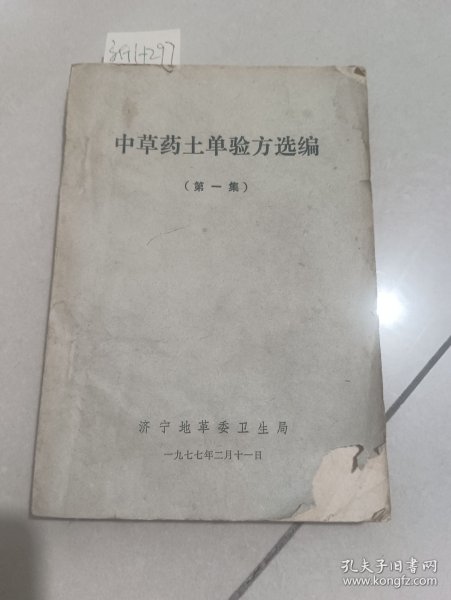 中草药土单验方选编
（第一集）
济宁地革委卫生局
一九七七年二月十一日
孔夫子旧书网
www.kongfz.com